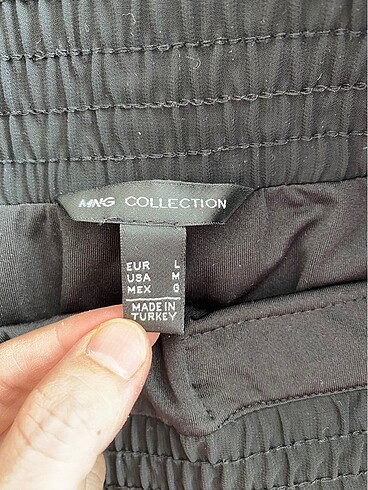 MNG COLLECTION
EUR L
USA M
MEX G
MADE IN
TURKEY